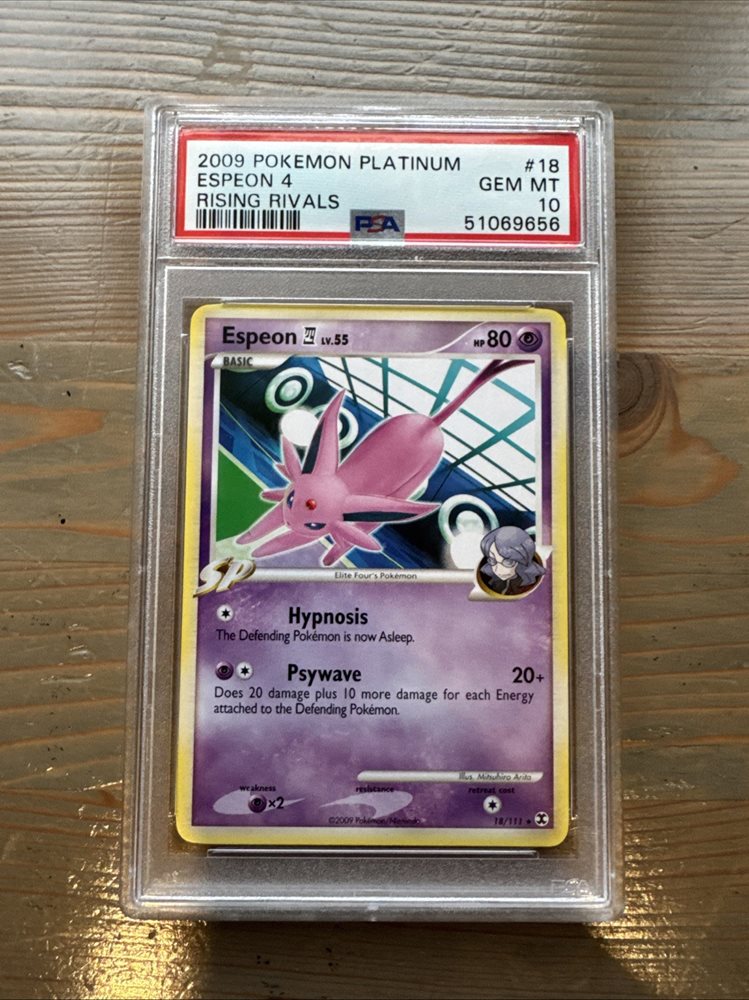 2009 POKEMON PLATINUM #18
ESPEON 4 GEM MT
RISING RIVALS 10
PSA 51069656
Espeon 4 LV.55 HP 80
BASIC
SP
Elite Four's Pokémon
Hypnosis
The Defending Pokémon is now Asleep.
Psywave 20+
Does 20 damage plus 10 more damage for each Energy
attached to the Defending Pokémon.
Illus. Mitsuhiro Arita
weakness resistance retreat cost
×2
©2009 Pokémon/Nintendo 18/111